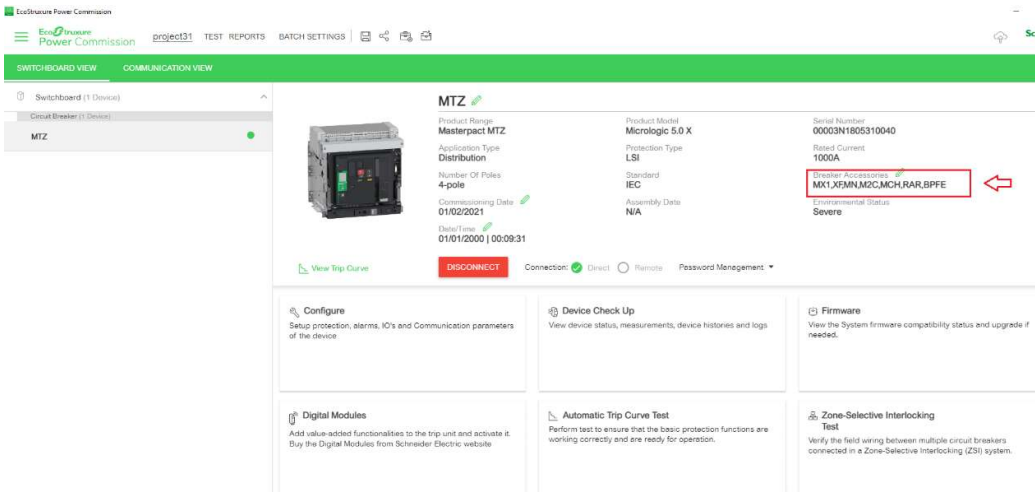 EcoStruxure Power Commission
EcoStruxure
Power Commission
project31 TEST REPORTS BATCH SETTINGS
SWITCHBOARD VIEW COMMUNICATION VIEW
Switchboard (1 Device)
Circuit Breaker (1 Device)
MTZ
MTZ
Product Range Product Model Serial Number
Masterpact MTZ Micrologic 5.0 X 00003N1805310040
Application Type Protection Type Rated Current
Distribution LSI 1000A
Number Of Poles Standard Breaker Accessories
4-pole IEC MX1,XF,MN,M2C,MCH,RAR,BPFE
Commissioning Date Assembly Date Environmental Status
01/02/2021 N/A Severe
Date/Time
01/01/2000 | 00:09:31
View Trip Curve DISCONNECT Connection: Direct Remote Password Management
Configure
Setup protection, alarms, IO's and Communication parameters
of the device
Device Check Up
View device status, measurements, device histories and logs
Firmware
View the System firmware compatibility status and upgrade if
needed.
Digital Modules
Add value-added functionalities to the trip unit and activate it.
Buy the Digital Modules from Schneider Electric website
Automatic Trip Curve Test
Perform test to ensure that the basic protection functions are
working correctly and are ready for operation.
Zone-Selective Interlocking
Test
Verify the field wiring between multiple circuit breakers
connected in a Zone-Selective Interlocking (ZSI) system.